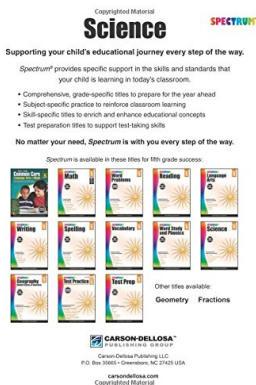 Copyrighted Material
Science
SPECTRUM
Supporting your child's educational journey every step of the way.
Spectrum® provides specific support in the skills and standards that
your child is learning in today's classroom.
• Comprehensive, grade-specific titles to prepare for the year ahead
• Subject-specific practice to reinforce classroom learning
• Skill-specific titles to enrich and enhance educational concepts
• Test preparation titles to support test-taking skills
No matter your need, Spectrum is with you every step of the way.
Spectrum is available in these titles for fifth grade success:
Common Core
Math
Word Problems
Reading
Language Arts
Writing
Spelling
Vocabulary
Word Study and Phonics
Science
Geography
Test Practice
Test Prep
Other titles available:
Geometry Fractions
CARSON-DELLOSA
PUBLISHING GROUP
Carson-Dellosa Publishing LLC
P.O. Box 35665 • Greensboro, NC 27425 USA
carsondellosa.com
Copyrighted Material